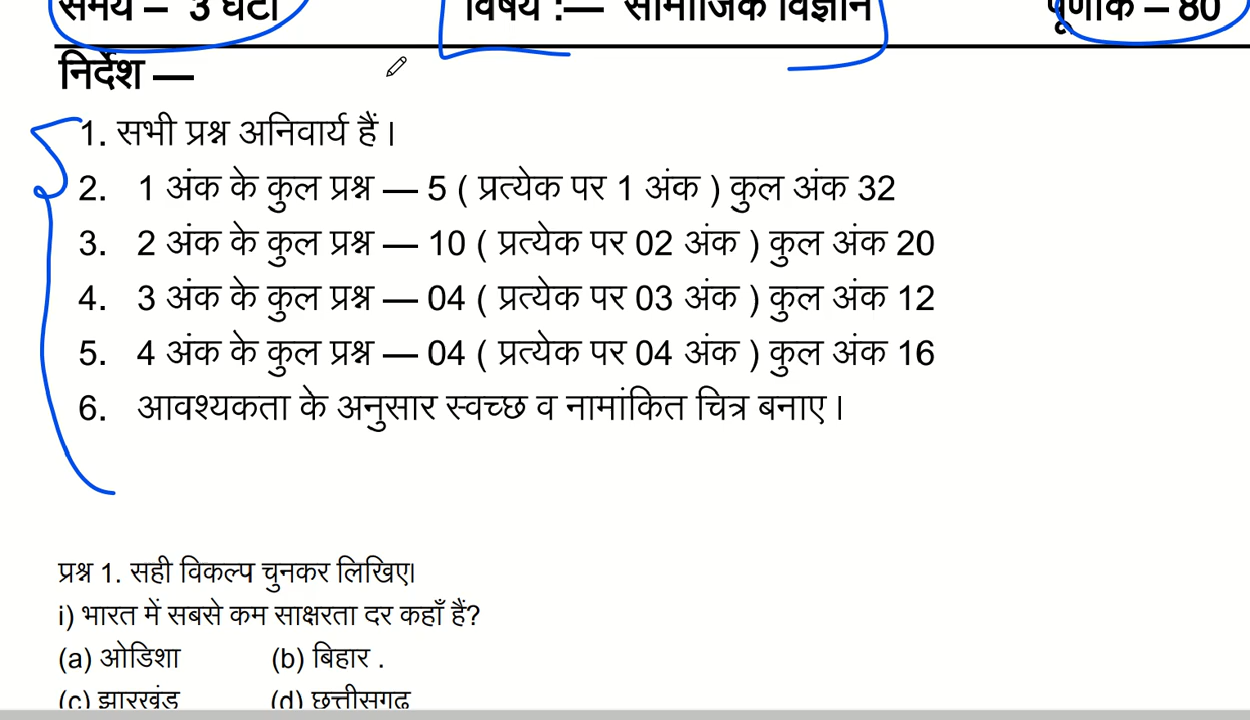 समय – 3 घंटा विषय :— सामाजिक विज्ञान पूर्णांक – 80
निर्देश —
1. सभी प्रश्न अनिवार्य हैं।
2. 1 अंक के कुल प्रश्न — 5 ( प्रत्येक पर 1 अंक ) कुल अंक 32
3. 2 अंक के कुल प्रश्न — 10 ( प्रत्येक पर 02 अंक ) कुल अंक 20
4. 3 अंक के कुल प्रश्न — 04 ( प्रत्येक पर 03 अंक ) कुल अंक 12
5. 4 अंक के कुल प्रश्न — 04 ( प्रत्येक पर 04 अंक ) कुल अंक 16
6. आवश्यकता के अनुसार स्वच्छ व नामांकित चित्र बनाए।
प्रश्न 1. सही विकल्प चुनकर लिखिए।
i) भारत में सबसे कम साक्षरता दर कहाँ हैं?
(a) ओडिशा (b) बिहार .
(c) झारखंड (d) छत्तीसगढ़